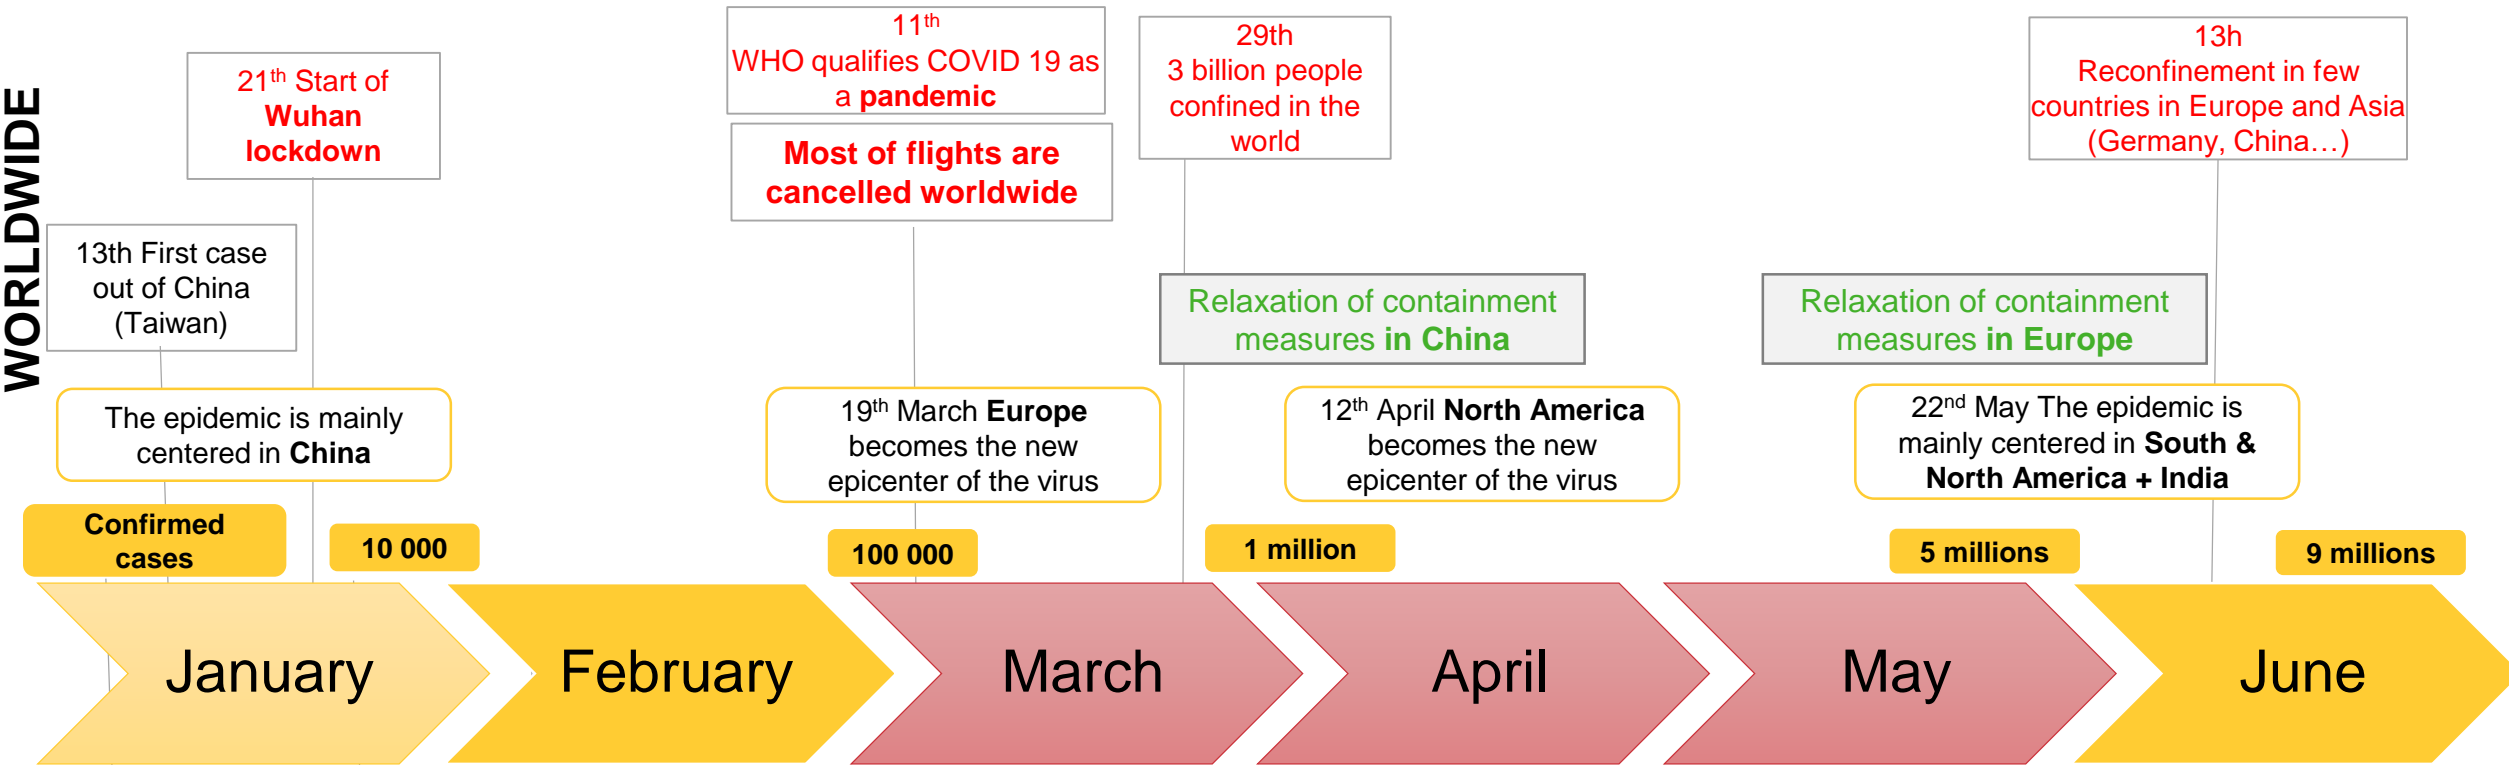 WORLDWIDE
21th Start of
Wuhan
lockdown
13th First case
out of China
(Taiwan)
11th
WHO qualifies COVID 19 as
a pandemic
Most of flights are
cancelled worldwide
29th
3 billion people
confined in the
world
13h
Reconfinement in few
countries in Europe and Asia
(Germany, China…)
Relaxation of containment
measures in China
Relaxation of containment
measures in Europe
The epidemic is mainly
centered in China
19th March Europe
becomes the new
epicenter of the virus
12th April North America
becomes the new
epicenter of the virus
22nd May The epidemic is
mainly centered in South &
North America + India
Confirmed
cases
10 000
100 000
1 million
5 millions
9 millions
January
February
March
April
May
June